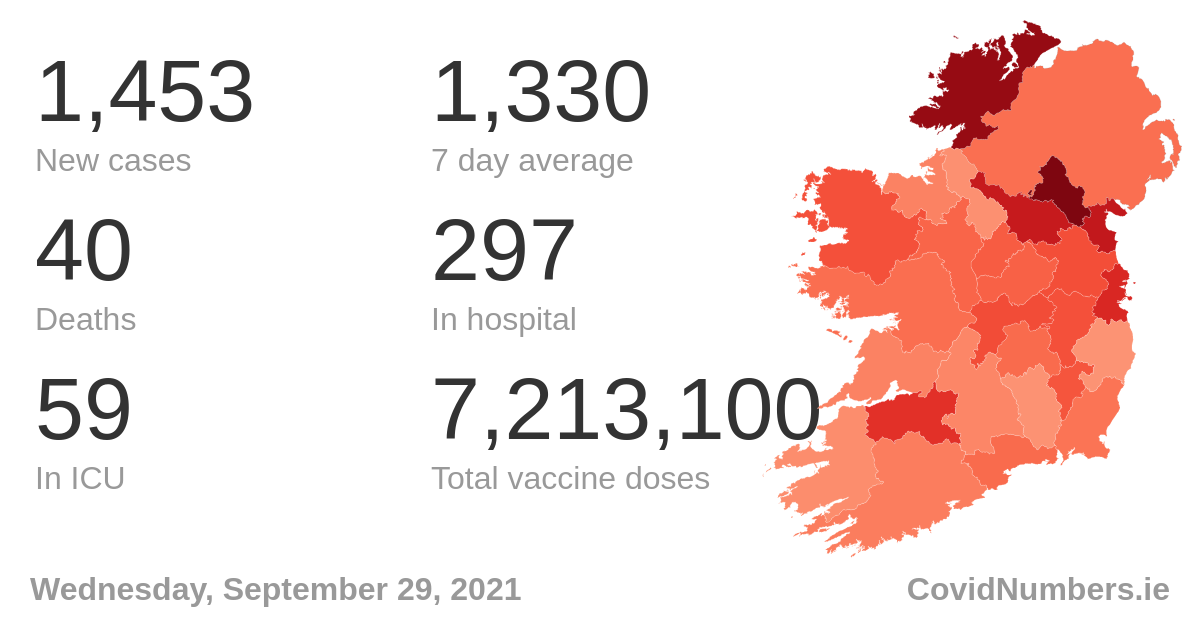 1,453
New cases
1,330
7 day average
40
Deaths
297
In hospital
59
In ICU
7,213,100
Total vaccine doses
Wednesday, September 29, 2021
CovidNumbers.ie